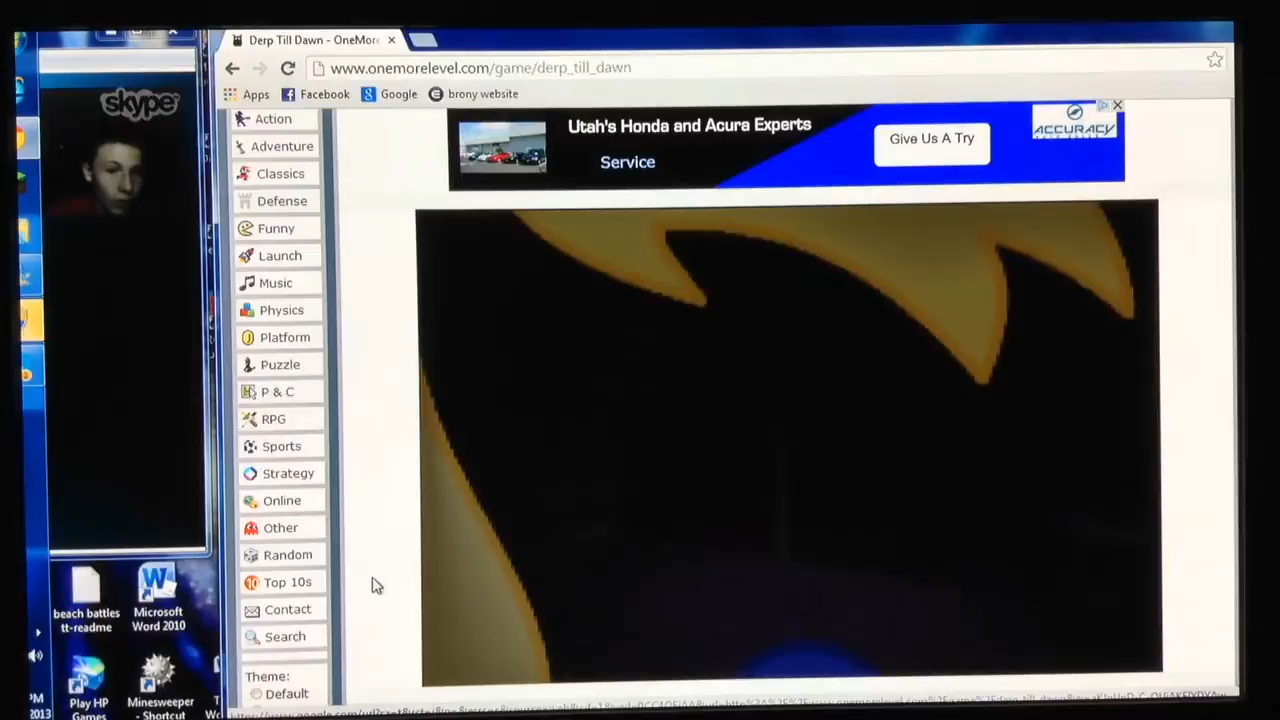 Derp Till Dawn - OneMore
www.onemorelevel.com/game/derp_till_dawn
Apps
Facebook
Google
brony website
skype
Action
Adventure
Classics
Defense
Funny
Launch
Music
Physics
Platform
Puzzle
P & C
RPG
Sports
Strategy
Online
Other
Random
Top 10s
Contact
Search
Theme:
Default
Utah's Honda and Acura Experts
Service
Give Us A Try
ACCURACY
beach battles
tt-readme
Microsoft
Word 2010
Play HP
Games
Minesweeper
- Shortcut
PM
2013